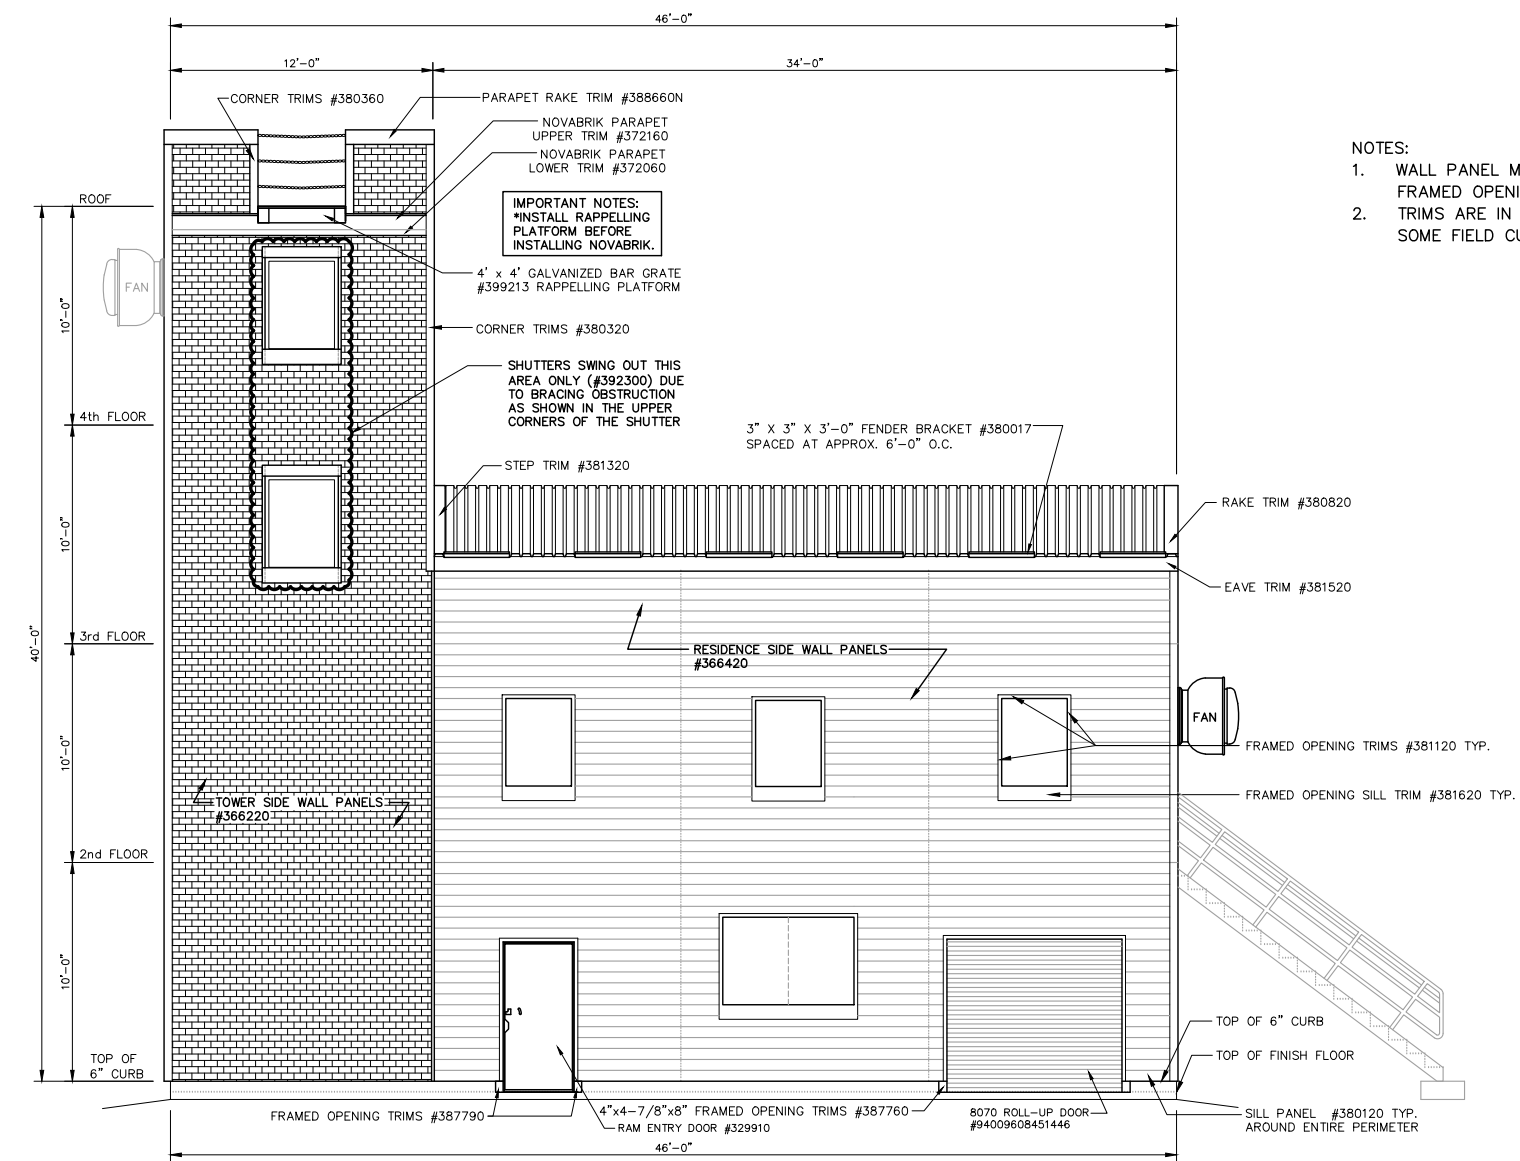 46'-0"
12'-0"
34'-0"
CORNER TRIMS #380360
PARAPET RAKE TRIM #388660N
NOVABRIK PARAPET
UPPER TRIM #372160
NOVABRIK PARAPET
LOWER TRIM #372060
NOTES:
1. WALL PANEL
FRAMED
2. TRIMS ARE IN
SOME FIELD
ROOF
IMPORTANT NOTES:
*INSTALL RAPPELLING
PLATFORM BEFORE
INSTALLING NOVABRIK.
4' x 4' GALVANIZED BAR GRATE
#399213 RAPPELLING PLATFORM
FAN
10'-0"
CORNER TRIMS #380320
SHUTTERS SWING OUT THIS
AREA ONLY (#392300) DUE
TO BRACING OBSTRUCTION
AS SHOWN IN THE UPPER
CORNERS OF THE SHUTTER
4th FLOOR
3" X 3" X 3'-0" FENDER BRACKET #380017
SPACED AT APPROX. 6'-0" O.C.
STEP TRIM #381320
RAKE TRIM #380820
10'-0"
EAVE TRIM #381520
3rd FLOOR
40'-0"
RESIDENCE SIDE WALL PANELS
#366420
FAN
10'-0"
FRAMED OPENING TRIMS #381120 TYP.
FRAMED OPENING SILL TRIM #381620 TYP.
TOWER SIDE WALL PANELS
#366220
2nd FLOOR
10'-0"
TOP OF 6" CURB
TOP OF FINISH FLOOR
TOP OF
6" CURB
FRAMED OPENING TRIMS #387790
4"x4-7/8"x8" FRAMED OPENING TRIMS #387760
RAM ENTRY DOOR #329910
8070 ROLL-UP DOOR
#94009608451446
SILL PANEL #380120 TYP.
AROUND ENTIRE PERIMETER
46'-0"